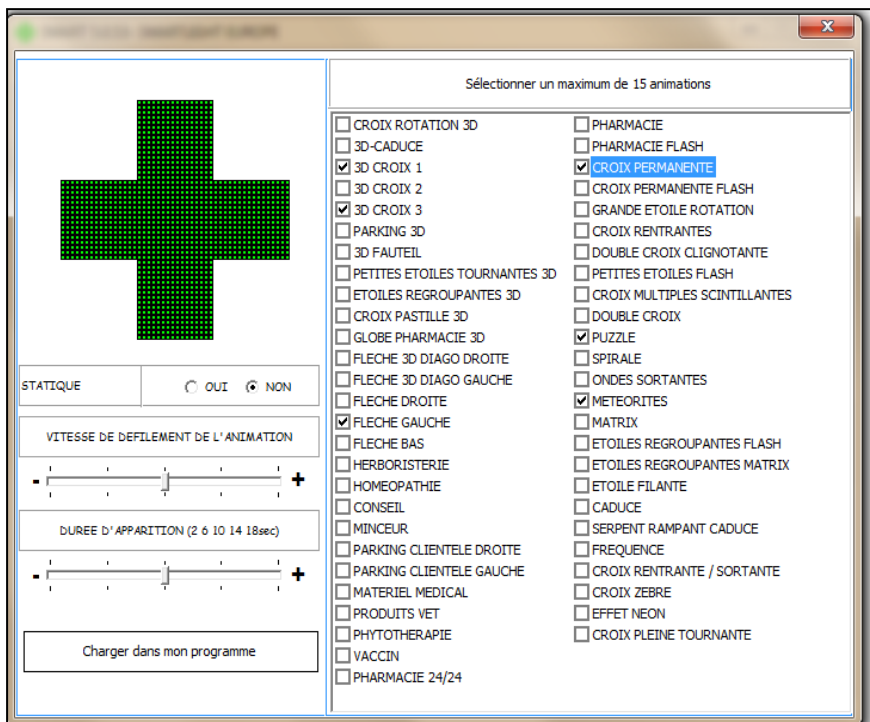 Sélectionner un maximum de 15 animations
CROIX ROTATION 3D
3D-CADUCE
3D CROIX 1
3D CROIX 2
3D CROIX 3
PARKING 3D
3D FAUTEIL
PETITES ETOILES TOURNANTES 3D
ETOILES REGROUPANTES 3D
CROIX PASTILLE 3D
GLOBE PHARMACIE 3D
FLECHE 3D DIAGO DROITE
FLECHE 3D DIAGO GAUCHE
FLECHE DROITE
FLECHE GAUCHE
FLECHE BAS
HERBORISTERIE
HOMEOPATHIE
CONSEIL
MINCEUR
PARKING CLIENTELE DROITE
PARKING CLIENTELE GAUCHE
MATERIEL MEDICAL
PRODUITS VET
PHYTOTHERAPIE
VACCIN
PHARMACIE 24/24
PHARMACIE
PHARMACIE FLASH
CROIX PERMANENTE
CROIX PERMANENTE FLASH
GRANDE ETOILE ROTATION
CROIX RENTRANTES
DOUBLE CROIX CLIGNOTANTE
PETITES ETOILES FLASH
CROIX MULTIPLES SCINTILLANTES
DOUBLE CROIX
PUZZLE
SPIRALE
ONDES SORTANTES
METEORITES
MATRIX
ETOILES REGROUPANTES FLASH
ETOILES REGROUPANTES MATRIX
ETOILE FILANTE
CADUCE
SERPENT RAMPANT CADUCE
FREQUENCE
CROIX RENTRANTE / SORTANTE
CROIX ZEBRE
EFFET NEON
CROIX PLEINE TOURNANTE
STATIQUE OUI NON
VITESSE DE DEFILEMENT DE L'ANIMATION
- +
DUREE D'APPARITION (2 6 10 14 18sec)
- +
Charger dans mon programme